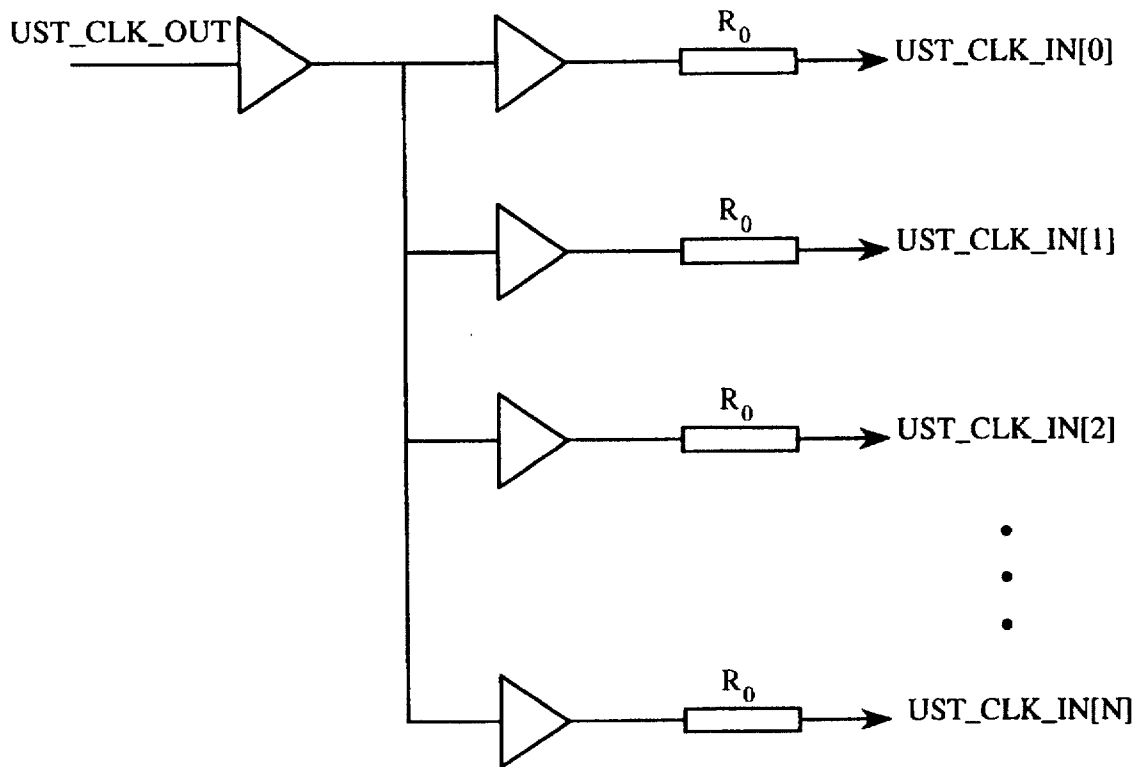 UST_CLK_OUT
R0
UST_CLK_IN[0]
R0
UST_CLK_IN[1]
R0
UST_CLK_IN[2]
R0
UST_CLK_IN[N]